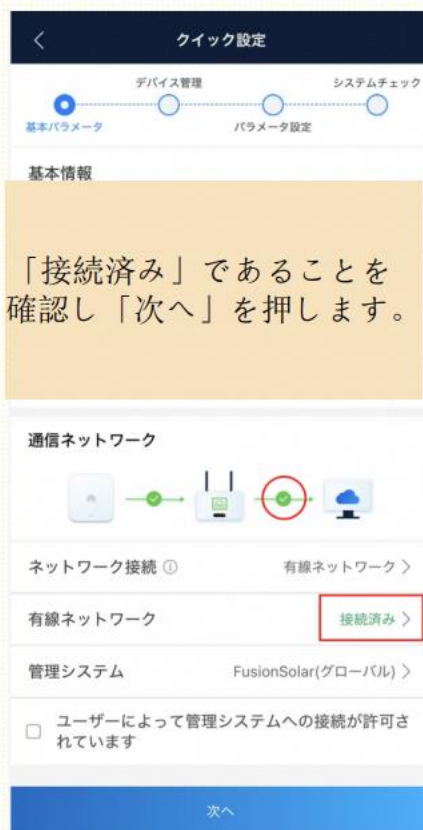 クイック設定
デバイス管理
システムチェック
基本パラメータ
パラメータ設定
基本情報
「接続済み」であることを
確認し「次へ」を押します。
通信ネットワーク
ネットワーク接続
有線ネットワーク
有線ネットワーク
接続済み
管理システム
FusionSolar(グローバル)
ユーザーによって管理システムへの接続が許可さ
れています
次へ